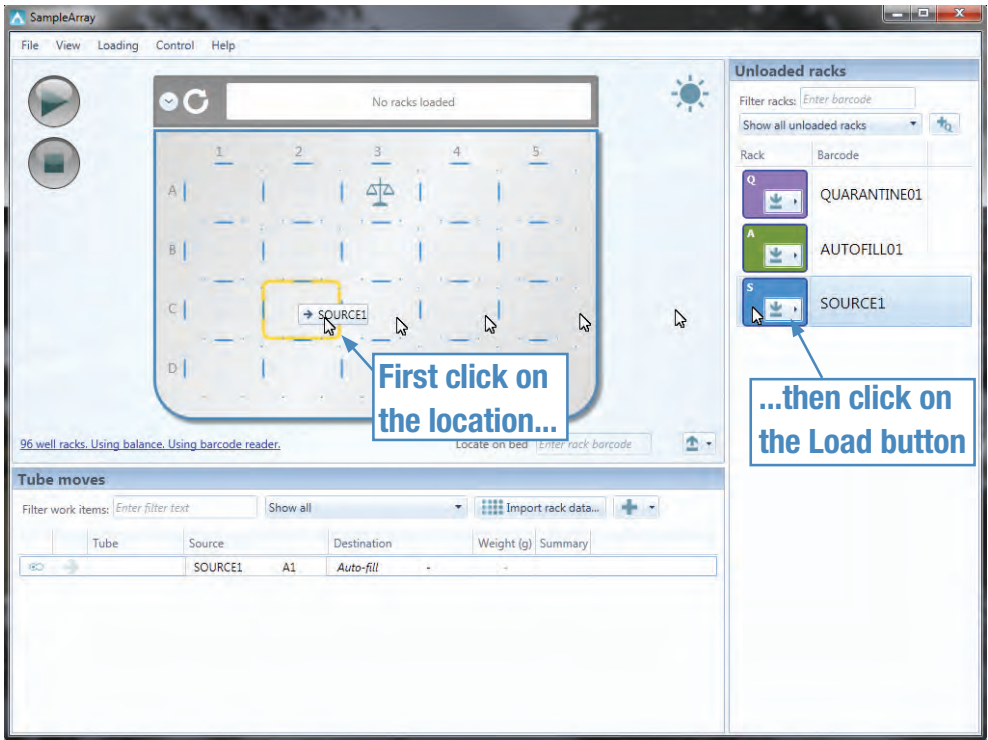 SampleArray
File View Loading Control Help
No racks loaded
1 2 3 4 5
A
B
C
D
SOURCE1
First click on
the location...
96 well racks. Using balance. Using barcode reader.
Locate on bed Enter rack barcode
Unloaded racks
Filter racks: Enter barcode
Show all unloaded racks
Q
Rack Barcode
Q QUARANTINE01
A AUTOFILL01
S SOURCE1
...then click on
the Load button
Tube moves
Filter work items: Enter filter text Show all Import rack data...
Tube Source Destination Weight (g) Summary
SOURCE1 A1 Auto-fill - -